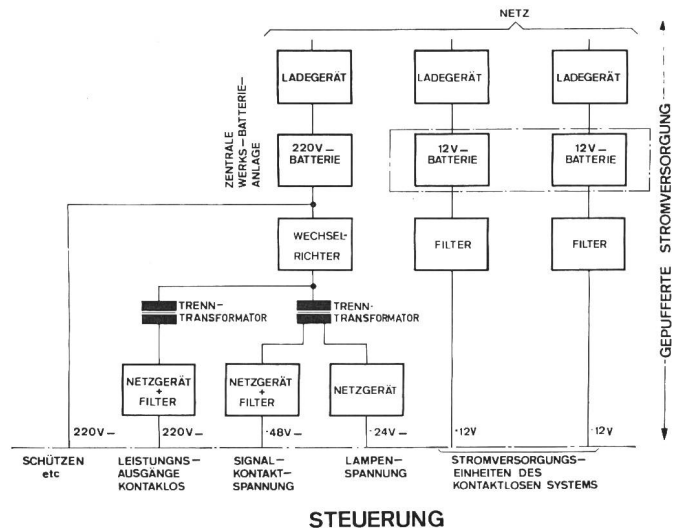 NETZ
LADEGERÄT
LADEGERÄT
LADEGERÄT
ZENTRALE
WERKS-BATTERIE-
ANLAGE
220V-
BATTERIE
12V-
BATTERIE
12V-
BATTERIE
WECHSEL-
RICHTER
FILTER
FILTER
GEPUFFERTE STROMVERSORGUNG
TRENN-
TRANSFORMATOR
TRENN-
TRANSFORMATOR
NETZGERÄT
+
FILTER
NETZGERÄT
+
FILTER
NETZGERÄT
220V-
220V-
·48V-
·24V-
·12V
·12V
SCHÜTZEN
etc
LEISTUNGNS-
AUSGÄNGE
KONTAKLOS
SIGNAL-
KONTAKT-
SPANNUNG
LAMPEN-
SPANNUNG
STROMVERSORGUNGS-
EINHEITEN DES
KONTAKTLOSEN SYSTEMS
STEUERUNG